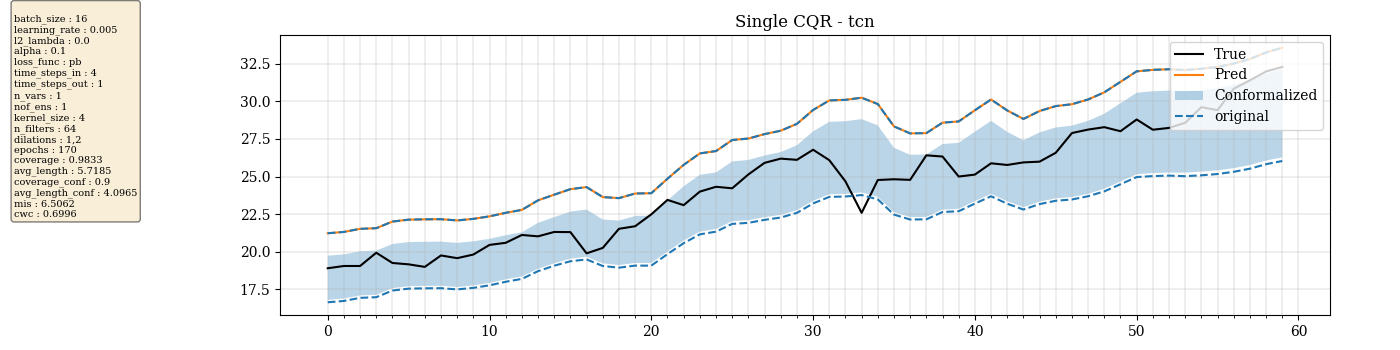 batch_size : 16
learning_rate : 0.005
l2_lambda : 0.0
alpha : 0.1
loss_func : pb
time_steps_in : 4
time_steps_out : 1
n_vars : 1
nof_ens : 1
kernel_size : 4
n_filters : 64
dilations : 1,2
epochs : 170
coverage : 0.9833
avg_length : 5.7185
coverage_conf : 0.9
avg_length_conf : 4.0965
mis : 6.5062
cwc : 0.6996
Single CQR - tcn
32.5
30.0
27.5
25.0
22.5
20.0
17.5
0 10 20 30 40 50 60
True
Pred
Conformalized
original